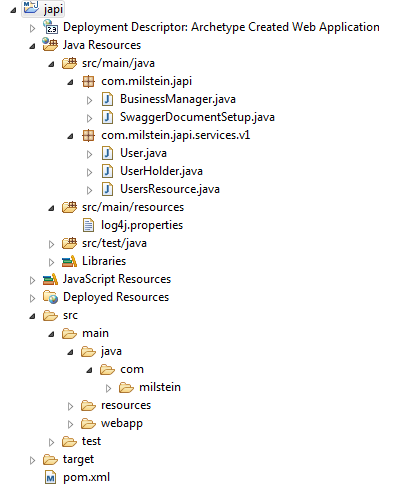 japi
Deployment Descriptor: Archetype Created Web Application
Java Resources
src/main/java
com.milstein.japi
BusinessManager.java
SwaggerDocumentSetup.java
com.milstein.japi.services.v1
User.java
UserHolder.java
UsersResource.java
src/main/resources
log4j.properties
src/test/java
Libraries
JavaScript Resources
Deployed Resources
src
main
java
com
milstein
resources
webapp
test
target
pom.xml